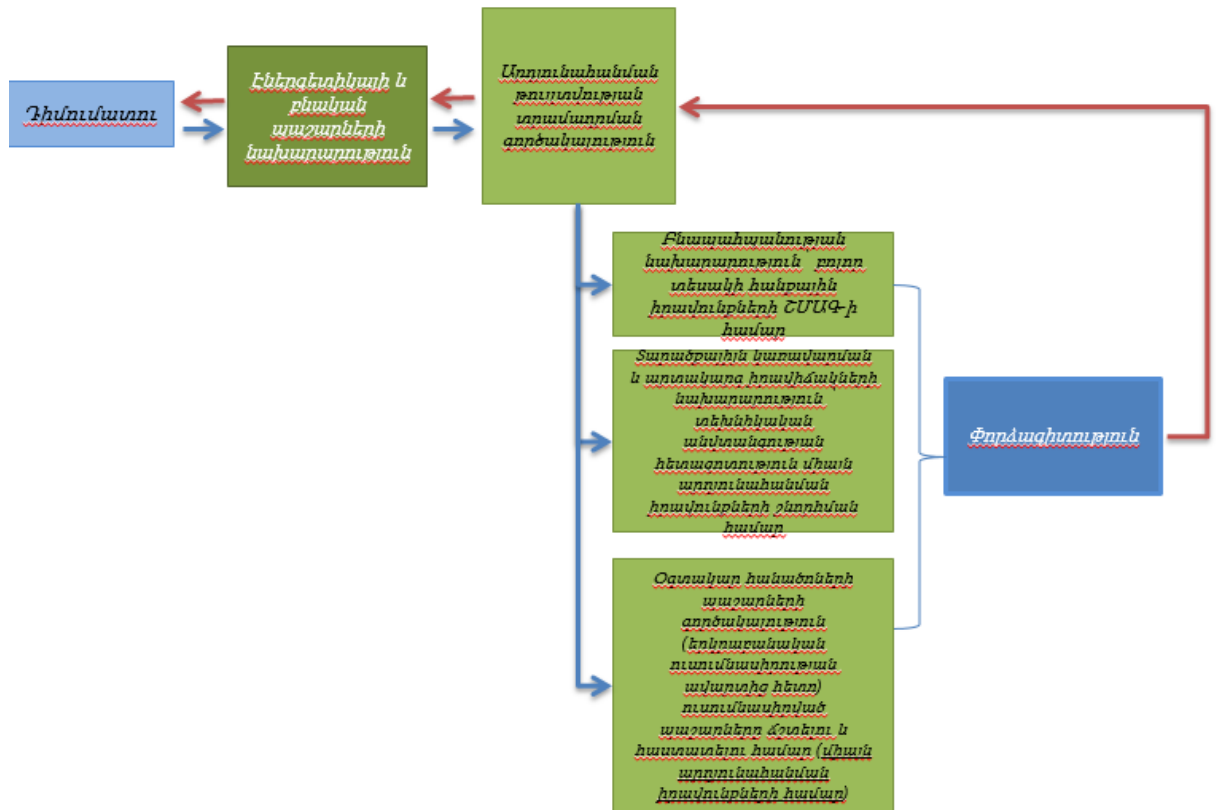 Դիմումատու
Էներգետիկայի և
բնական
պաշարների
նախարարություն
Արդյունահանման
թույլտվության
տրամադրման
գործակալություն
Բնապահպանության
նախարարություն բոլոր
տեսակի հանքային
իրավունքների ՇՄԱԳ-ի
համար
Տարածքային կառավարման
և արտակարգ իրավիճակների
նախարարություն
տեխնիկական
անվտանգության
հետազոտություն միայն
արդյունահանման
իրավունքների շնորհման
համար
Փորձագիտություն
Օգտակար հանածոների
պաշարների
գործակալություն
(երկրաբանական
ուսումնասիրության
ավարտից հետո)
ուսումնասիրված
պաշարները ճշտելու և
հաստատելու համար (միայն
արդյունահանման
իրավունքների համար)